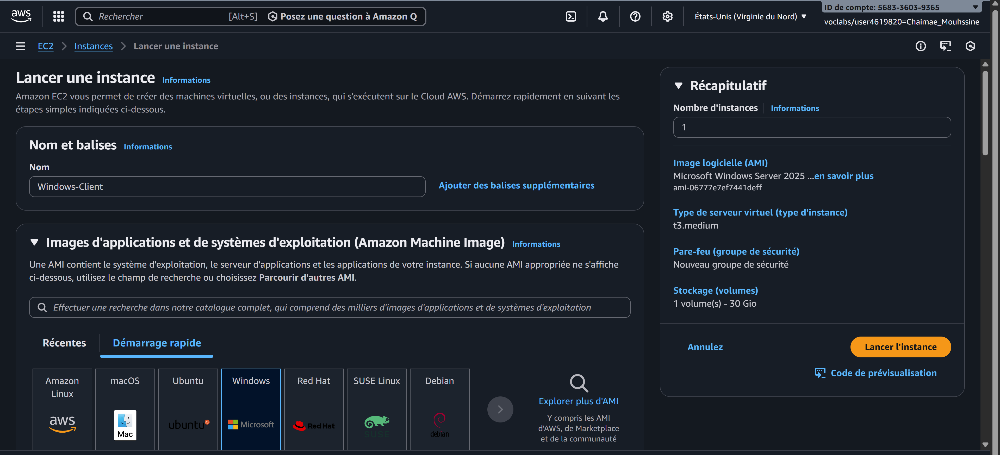 aws
Rechercher [Alt+S] Posez une question à Amazon Q
États-Unis (Virginie du Nord)
ID de compte: 5683-3603-9365
voclabs/user4619820=Chaimae_Mouhssine
EC2 Instances Lancer une instance
Lancer une instance Informations
Amazon EC2 vous permet de créer des machines virtuelles, ou des instances, qui s'exécutent sur le Cloud AWS. Démarrez rapidement en suivant les
étapes simples indiquées ci-dessous.
Nom et balises Informations
Nom
Windows-Client
Ajouter des balises supplémentaires
Images d'applications et de systèmes d'exploitation (Amazon Machine Image) Informations
Une AMI contient le système d'exploitation, le serveur d'applications et les applications de votre instance. Si aucune AMI appropriée ne s'affiche
ci-dessous, utilisez le champ de recherche ou choisissez Parcourir d'autres AMI.
Effectuer une recherche dans notre catalogue complet, qui comprend des milliers d'images d'applications et de systèmes d'exploitation
Récentes
Démarrage rapide
Amazon
Linux
aws
macOS
Mac
Ubuntu
ubuntu
Windows
Microsoft
Red Hat
Red Hat
SUSE Linux
SUSE
Debian
debian
Explorer plus d'AMI
Y compris les AMI
d'AWS, de Marketplace
et de la communauté
Récapitulatif
Nombre d'instances Informations
1
Image logicielle (AMI)
Microsoft Windows Server 2025 ...en savoir plus
ami-06777e7ef7441deff
Type de serveur virtuel (type d'instance)
t3.medium
Pare-feu (groupe de sécurité)
Nouveau groupe de sécurité
Stockage (volumes)
1 volume(s) - 30 Gio
Annulez
Lancer l'instance
Code de prévisualisation